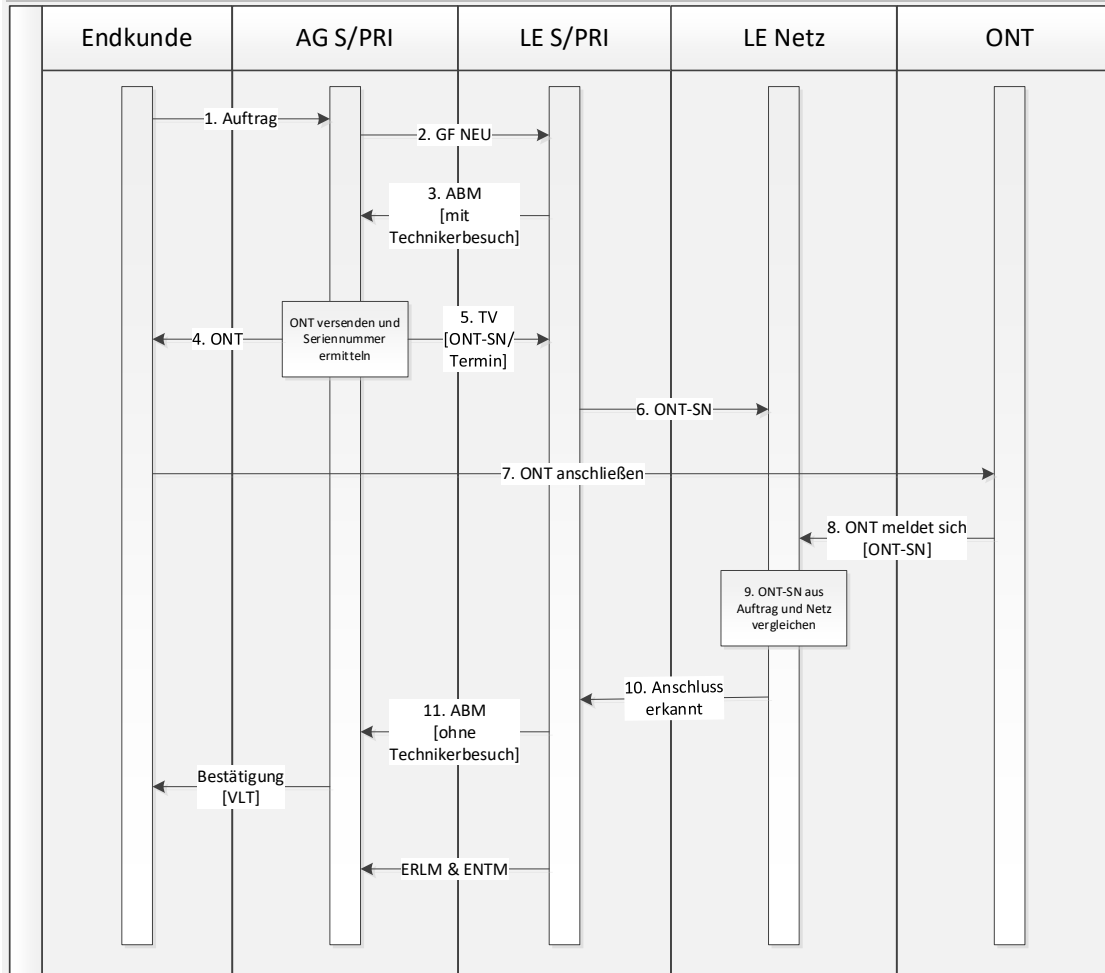 Endkunde
AG S/PRI
LE S/PRI
LE Netz
ONT
1. Auftrag
2. GF NEU
3. ABM
[mit
Technikerbesuch]
4. ONT
ONT versenden und
Seriennummer
ermitteln
5. TV
[ONT-SN/
Termin]
6. ONT-SN
7. ONT anschließen
8. ONT meldet sich
[ONT-SN]
9. ONT-SN aus
Auftrag und Netz
vergleichen
10. Anschluss
erkannt
11. ABM
[ohne
Technikerbesuch]
Bestätigung
[VLT]
ERLM & ENTM